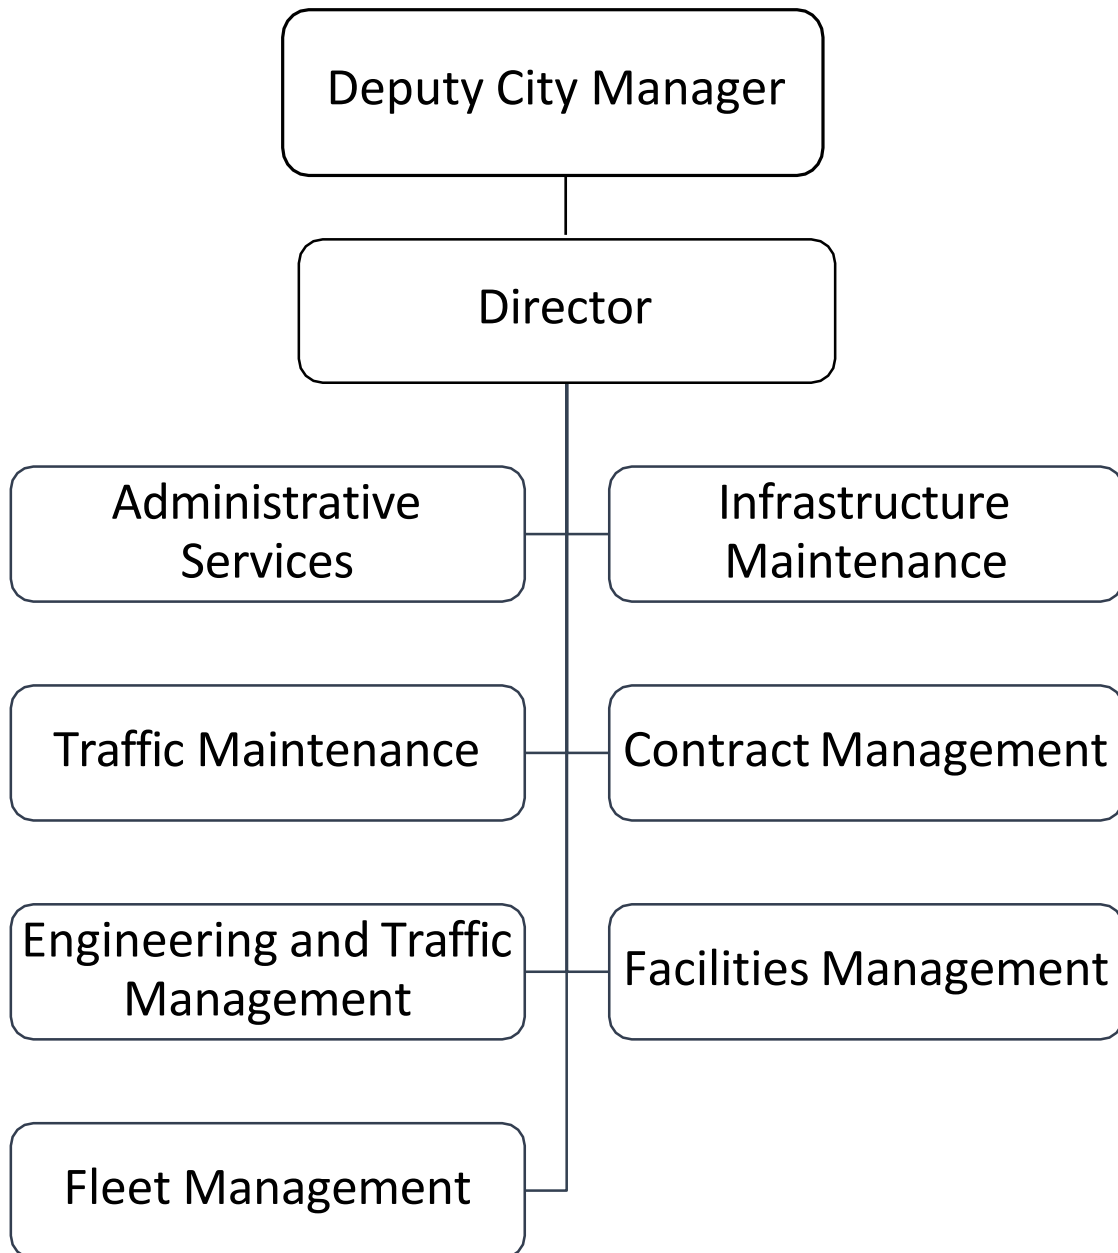 Deputy City Manager
Director
Administrative
Services
Infrastructure
Maintenance
Traffic Maintenance
Contract Management
Engineering and Traffic
Management
Facilities Management
Fleet Management